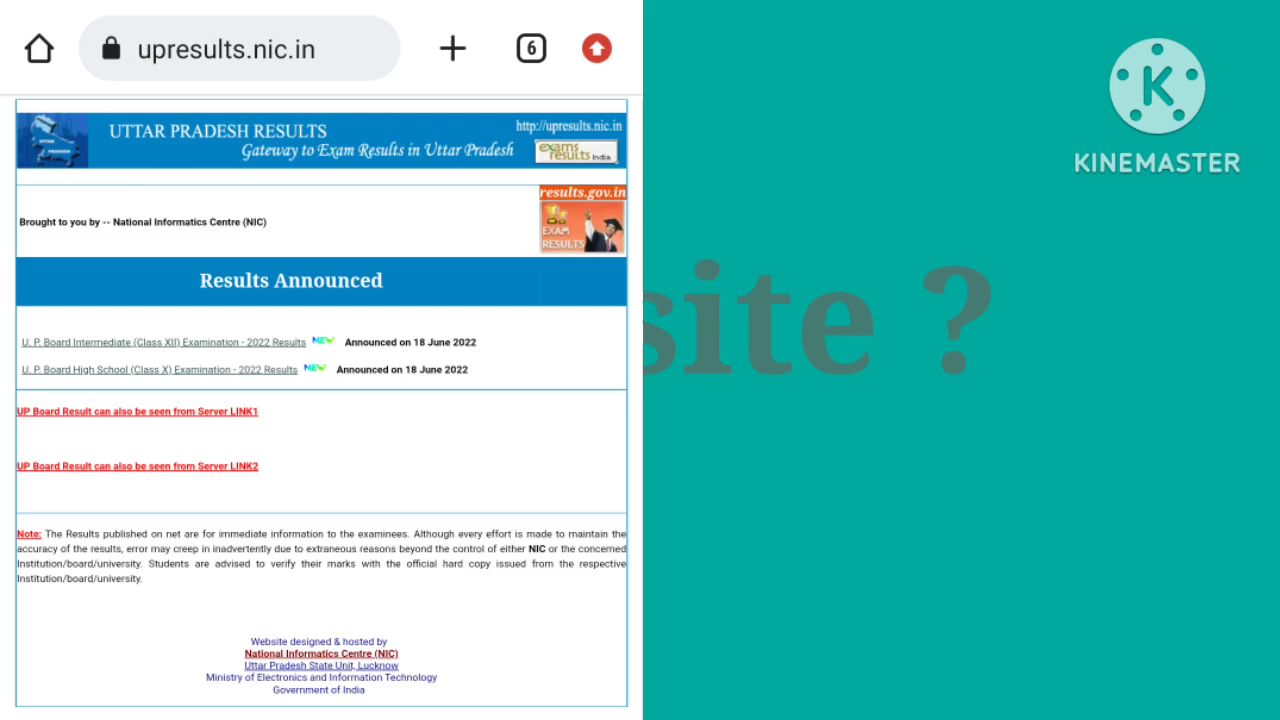 upresults.nic.in
6
UTTAR PRADESH RESULTS
Gateway to Exam Results in Uttar Pradesh
http://upresults.nic.in
exams
results India
UTTAR
PRADESH
Brought to you by -- National Informatics Centre (NIC)
results.gov.in
EXAM
RESULTS
Results Announced
U. P. Board Intermediate (Class XII) Examination - 2022 Results NEW Announced on 18 June 2022
U. P. Board High School (Class X) Examination - 2022 Results NEW Announced on 18 June 2022
UP Board Result can also be seen from Server LINK1
UP Board Result can also be seen from Server LINK2
Note: The Results published on net are for immediate information to the examinees. Although every effort is made to maintain the
accuracy of the results, error may creep in inadvertently due to extraneous reasons beyond the control of either NIC or the concerned
Institution/board/university. Students are advised to verify their marks with the official hard copy issued from the respective
Institution/board/university.
Website designed & hosted by
National Informatics Centre (NIC)
Uttar Pradesh State Unit, Lucknow
Ministry of Electronics and Information Technology
Government of India
K
KINEMASTER
site ?